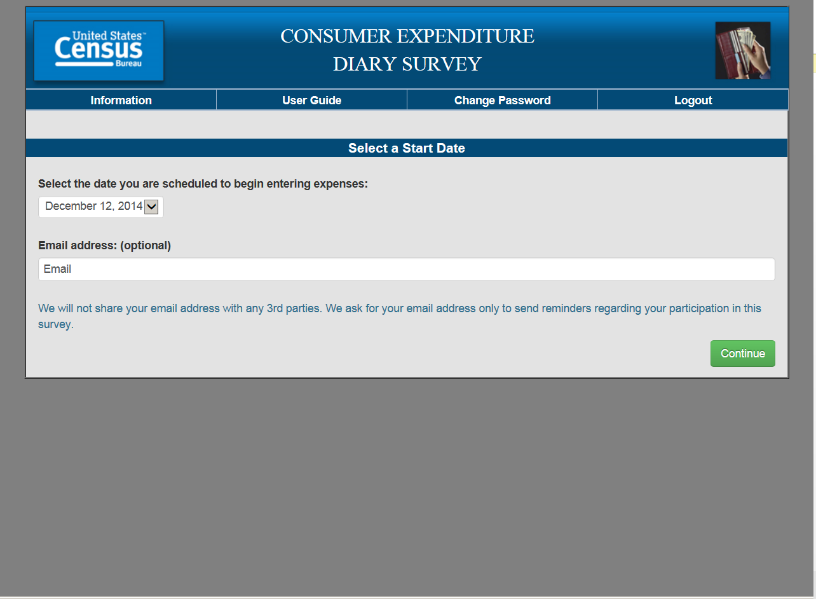 United States™
Census
Bureau
CONSUMER EXPENDITURE
DIARY SURVEY
Information User Guide Change Password Logout
Select a Start Date
Select the date you are scheduled to begin entering expenses:
December 12, 2014
Email address: (optional)
Email
We will not share your email address with any 3rd parties. We ask for your email address only to send reminders regarding your participation in this
survey.
Continue